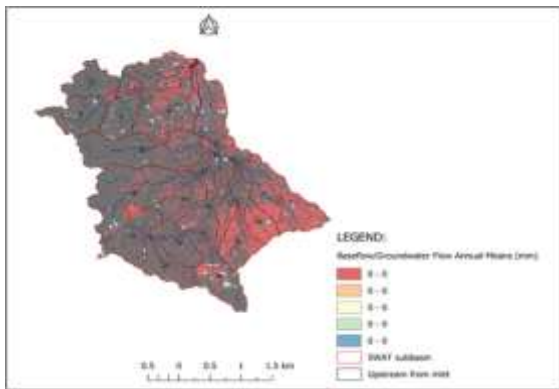 LEGEND:
Baseflow/Groundwater Flow Annual Means (mm)
0 - 0
0 - 0
0 - 0
0 - 0
0 - 0
SWAT subbasin
Upstream from inlet
0.5 0 0.5 1 1.5 km